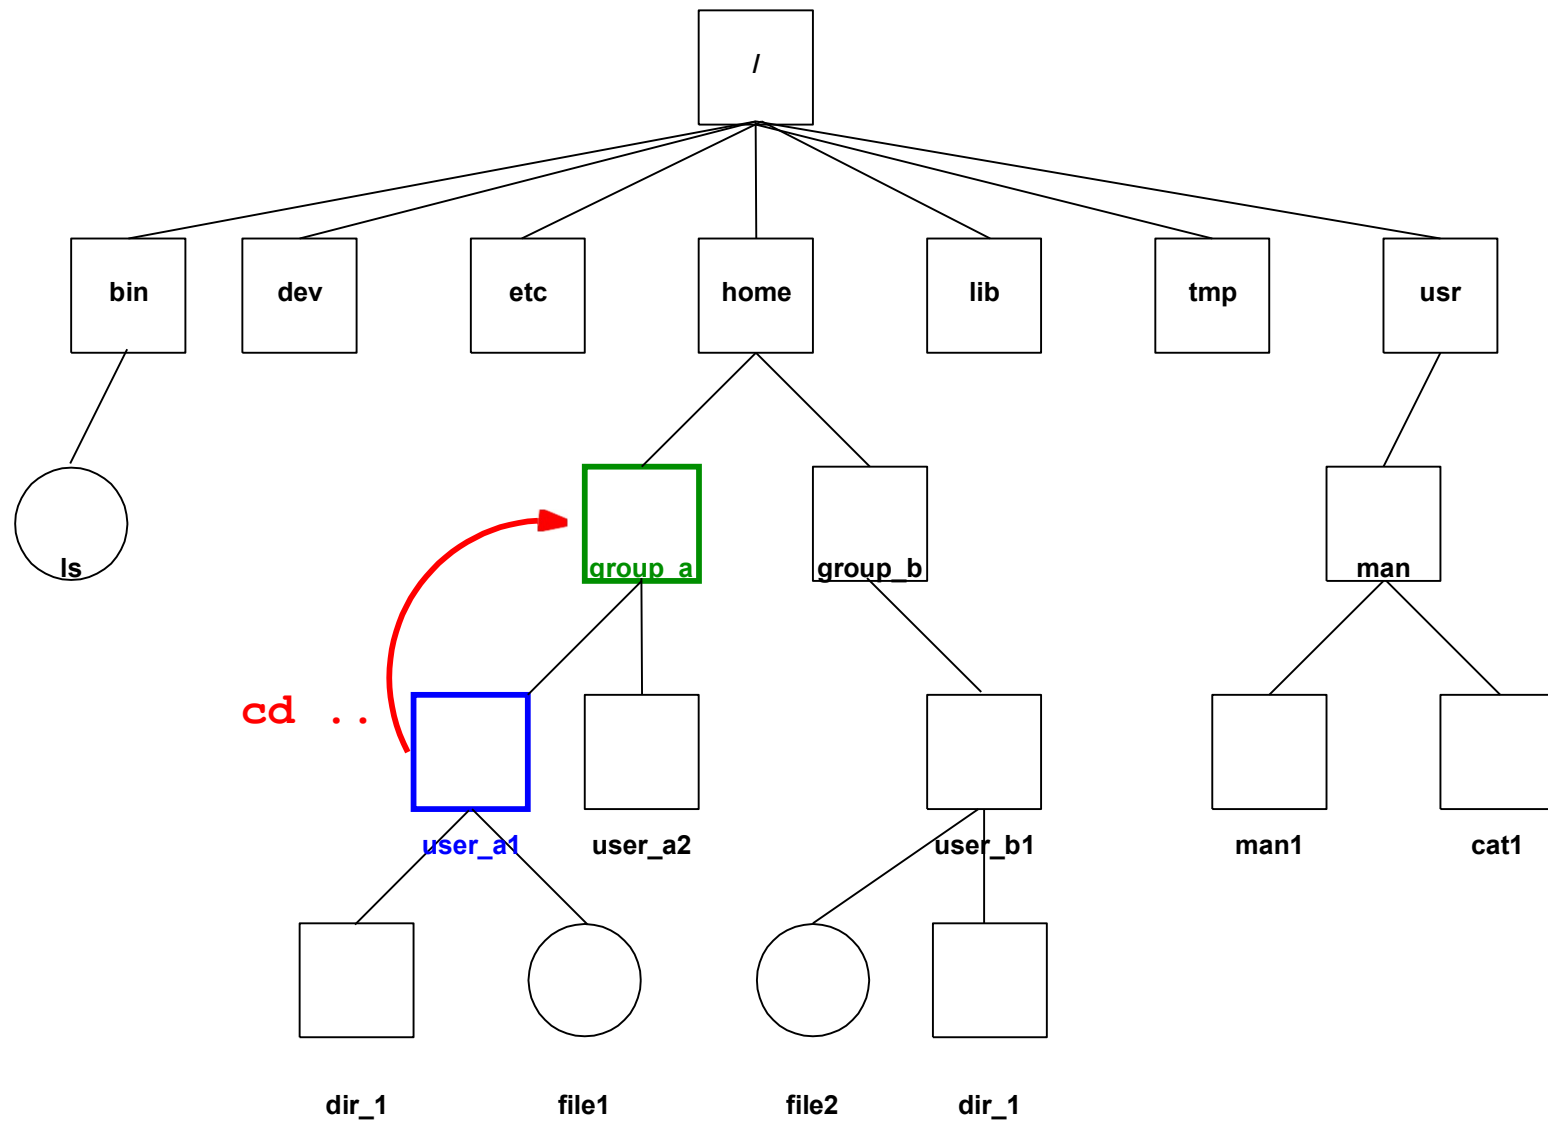 /
bin dev etc home lib tmp usr
ls group_a group_b man
cd ..
user_a1 user_a2 user_b1 man1 cat1
dir_1 file1 file2 dir_1